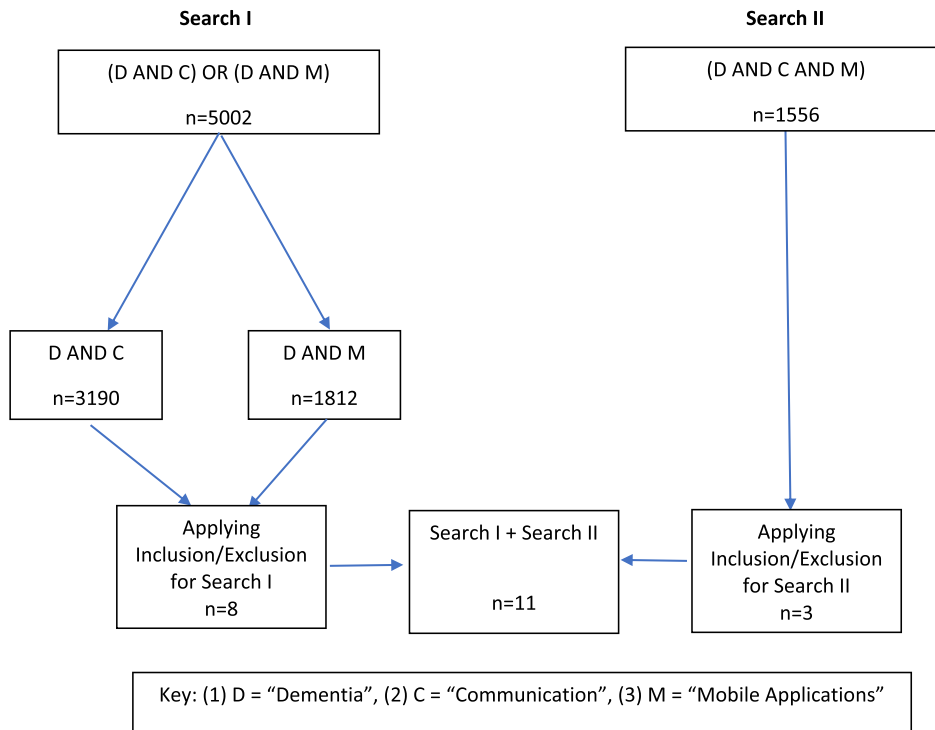 Search I
Search II
(D AND C) OR (D AND M)
n=5002
(D AND C AND M)
n=1556
D AND C
n=3190
D AND M
n=1812
Applying
Inclusion/Exclusion
for Search I
n=8
Search I + Search II
n=11
Applying
Inclusion/Exclusion
for Search II
n=3
Key: (1) D = “Dementia”, (2) C = “Communication”, (3) M = “Mobile Applications”